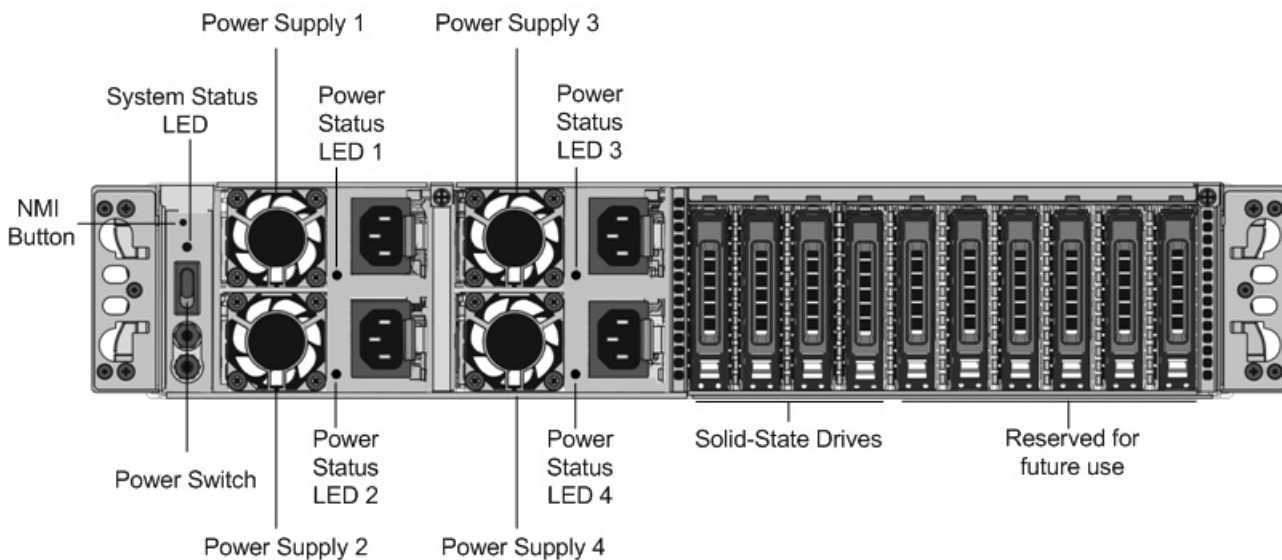 Power Supply 1
Power Supply 3
System Status
LED
Power
Status
LED 1
Power
Status
LED 3
NMI
Button
Solid-State Drives
Reserved for
future use
Power Switch
Power
Status
LED 2
Power
Status
LED 4
Power Supply 2
Power Supply 4